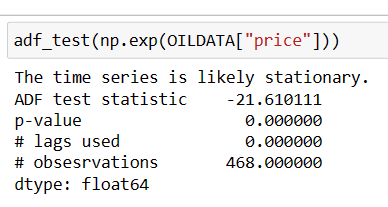 adf_test(np.exp(OILDATA["price"]))
The time series is likely stationary.
ADF test statistic -21.610111
p-value 0.000000
# lags used 0.000000
# obsesrvations 468.000000
dtype: float64